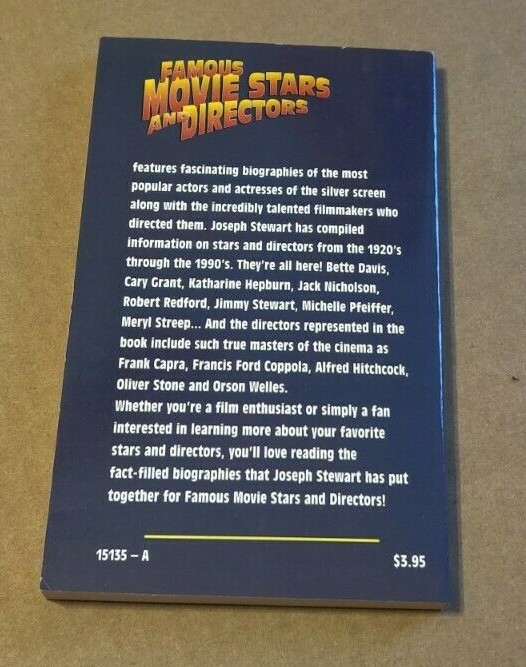 FAMOUS
MOVIE STARS
AND DIRECTORS
features fascinating biographies of the most
popular actors and actresses of the silver screen
along with the incredibly talented filmmakers who
directed them. Joseph Stewart has compiled
information on stars and directors from the 1920's
through the 1990's. They're all here! Bette Davis,
Cary Grant, Katharine Hepburn, Jack Nicholson,
Robert Redford, Jimmy Stewart, Michelle Pfeiffer,
Meryl Streep... And the directors represented in the
book include such true masters of the cinema as
Frank Capra, Francis Ford Coppola, Alfred Hitchcock,
Oliver Stone and Orson Welles.
Whether you're a film enthusiast or simply a fan
interested in learning more about your favorite
stars and directors, you'll love reading the
fact-filled biographies that Joseph Stewart has put
together for Famous Movie Stars and Directors!
15135 – A
$3.95